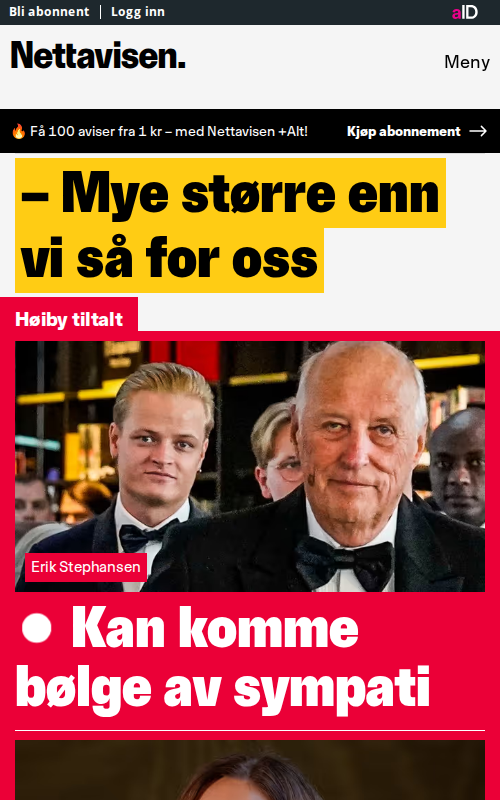 Bli abonnent
Logg inn
aID
Nettavisen.
Meny
🔥 Få 100 aviser fra 1 kr – med Nettavisen +Alt!
Kjøp abonnement →
– Mye større enn
vi så for oss
Høiby tiltalt
Erik Stephansen
Kan komme
bølge av sympati